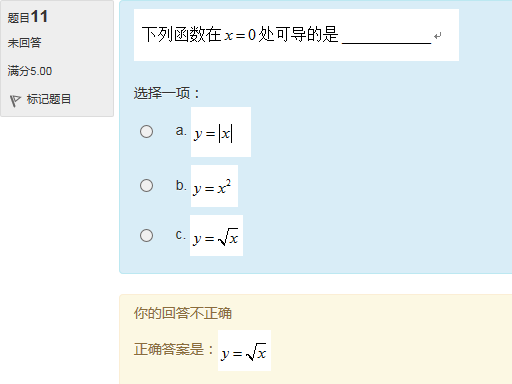 题目11
未回答
满分5.00
标记题目
下列函数在 x = 0 处可导的是 __________ ↵
选择一项：
a. y = |x|
b. y = x²
c. y = √x
你的回答不正确
正确答案是： y = √x